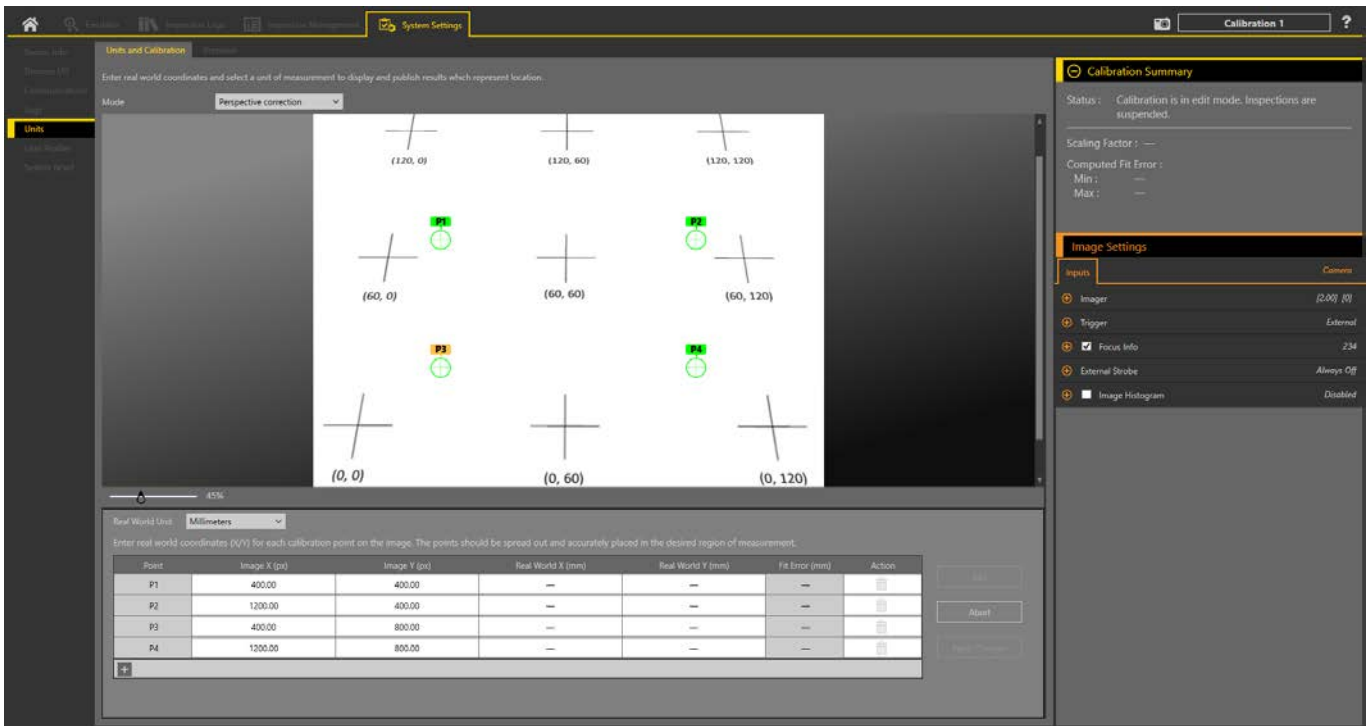 System Settings
Calibration 1
?
Units and Calibration
Enter real world coordinates and select a unit of measurement to display and publish results which represent location.
Mode
Perspective correction
Units
(120, 0)
(120, 60)
(120, 120)
P1
P2
(60, 0)
(60, 60)
(60, 120)
P3
P4
(0, 0)
(0, 60)
(0, 120)
45%
Real World Unit
Millimeters
Enter real world coordinates (X/Y) for each calibration point on the image. The points should be spread out and accurately placed in the desired region of measurement.
Point Image X (px) Image Y (px) Real World X (mm) Real World Y (mm) Fit Error (mm) Action
P1 400.00 400.00 — — —
P2 1200.00 400.00 — — —
P3 400.00 800.00 — — —
P4 1200.00 800.00 — — —
Abort
Calibration Summary
Status : Calibration is in edit mode. Inspections are
suspended.
Scaling Factor : —
Computed Fit Error :
Min : —
Max : —
Image Settings
Inputs Camera
Imager [2.00] [0]
Trigger External
Focus Info 234
External Strobe Always Off
Image Histogram Disabled